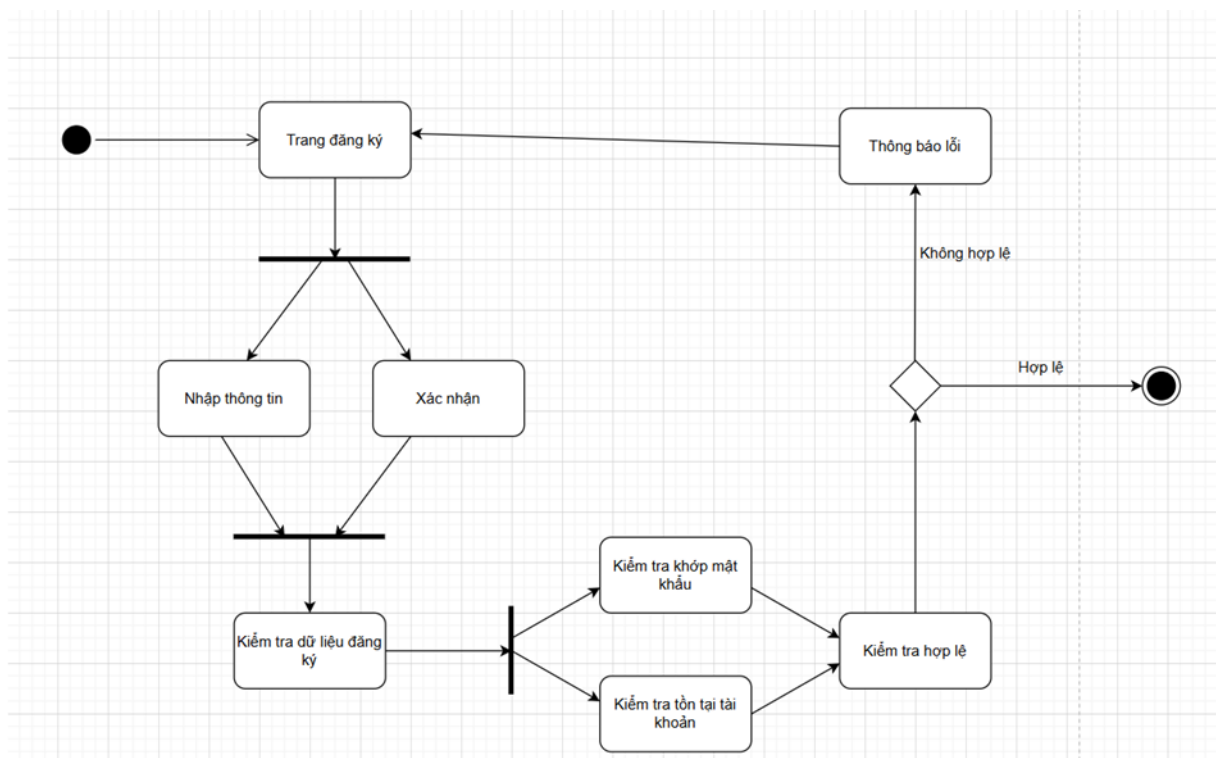 Trang đăng ký
Thông báo lỗi
Không hợp lệ
Hợp lệ
Nhập thông tin
Xác nhận
Kiểm tra khớp mật
khẩu
Kiểm tra dữ liệu đăng
ký
Kiểm tra hợp lệ
Kiểm tra tồn tại tài
khoản